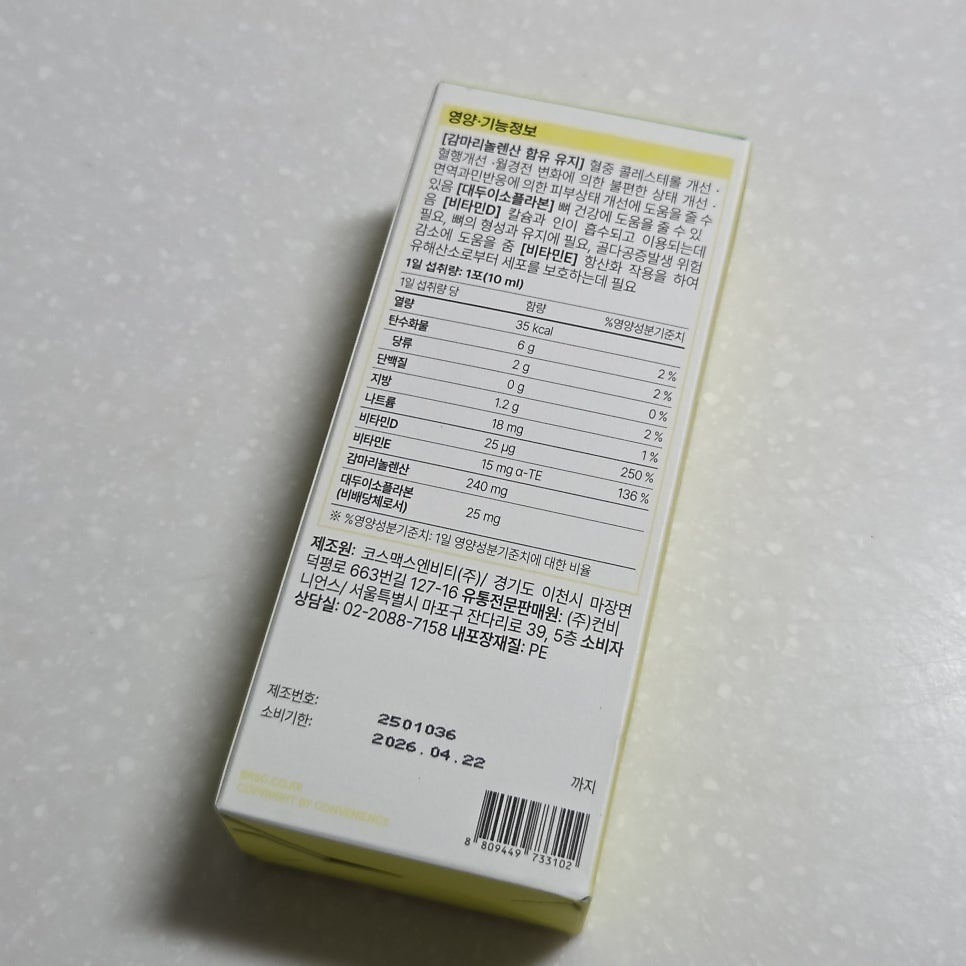 영양·기능정보
[감마리놀렌산 함유 유지] 혈중 콜레스테롤 개선·
혈행개선 ·월경전 변화에 의한 불편한 상태 개선·
면역과민반응에 의한 피부상태 개선에 도움을 줄 수
있음 [대두이소플라본] 뼈 건강에 도움을 줄 수 있
음 [비타민D] 칼슘과 인이 흡수되고 이용되는데
필요, 뼈의 형성과 유지에 필요, 골다공증발생 위험
감소에 도움을 줌 [비타민E] 항산화 작용을 하여
유해산소로부터 세포를 보호하는데 필요
1일 섭취량: 1포(10 ml)
1일 섭취량 당 함량 %영양성분기준치
열량 35 kcal
탄수화물 6 g 2 %
당류 2 g 2 %
단백질 0 g 0 %
지방 1.2 g 2 %
나트륨 18 mg 1 %
비타민D 25 µg 250 %
비타민E 15 mg α-TE 136 %
감마리놀렌산 240 mg
대두이소플라본
(비배당체로서) 25 mg
※ %영양성분기준치: 1일 영양성분기준치에 대한 비율
제조원: 코스맥스엔비티(주)/ 경기도 이천시 마장면
덕평로 663번길 127-16 유통전문판매원: (주)컨비
니언스/ 서울특별시 마포구 잔다리로 39, 5층 소비자
상담실: 02-2088-7158 내포장재질: PE
제조번호: 2501036
소비기한: 2026.04.22 까지
COPYRIGHT BY CONVENIENCE
8 809449 733102